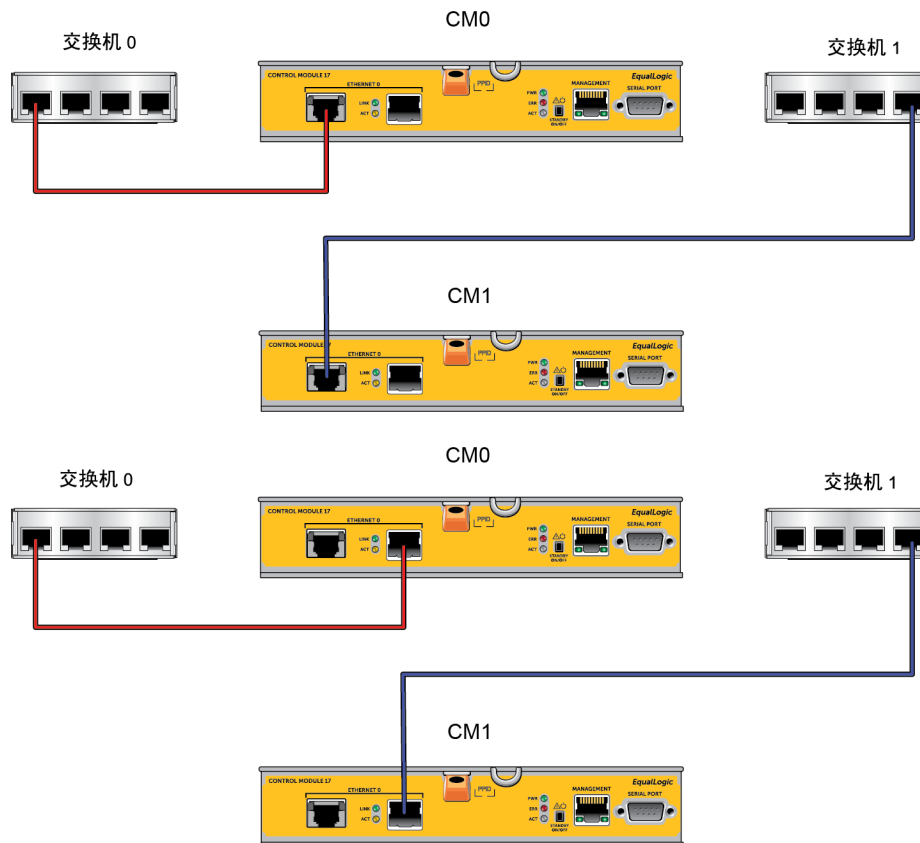 CM0
交换机 0
交换机 1
CONTROL MODULE 17
ETHERNET 0
LINK
ACT
PPID
PWR
ERR
ACT
STANDBY
ON/OFF
MANAGEMENT
EqualLogic
SERIAL PORT
CM1
CONTROL MODULE 17
ETHERNET 0
LINK
ACT
PPID
PWR
ERR
ACT
STANDBY
ON/OFF
MANAGEMENT
EqualLogic
SERIAL PORT
CM0
交换机 0
交换机 1
CONTROL MODULE 17
ETHERNET 0
LINK
ACT
PPID
PWR
ERR
ACT
STANDBY
ON/OFF
MANAGEMENT
EqualLogic
SERIAL PORT
CM1
CONTROL MODULE 17
ETHERNET 0
LINK
ACT
PPID
PWR
ERR
ACT
STANDBY
ON/OFF
MANAGEMENT
EqualLogic
SERIAL PORT